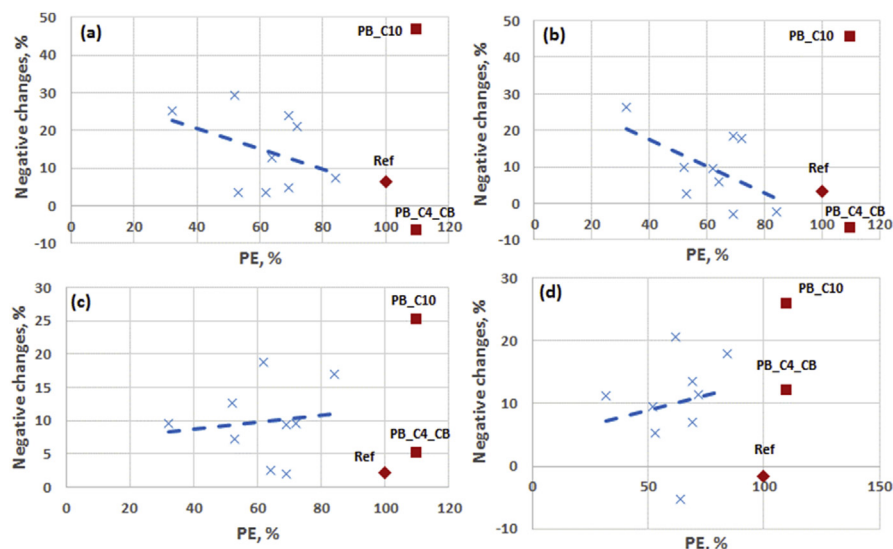 (a)
PB_C10
Ref
PB_C4_CB
Negative changes, %
50
40
30
20
10
0
-10
0 20 40 60 80 100 120
PE, %
(b)
PB_C10
Ref
PB_C4_CB
Negative changes, %
50
40
30
20
10
0
-10
0 20 40 60 80 100 120
PE, %
(c)
PB_C10
PB_C4_CB
Ref
Negative changes, %
30
25
20
15
10
5
0
0 20 40 60 80 100 120
PE, %
(d)
PB_C10
PB_C4_CB
Ref
Negative changes, %
30
20
10
0
-10
0 50 100 150
PE, %